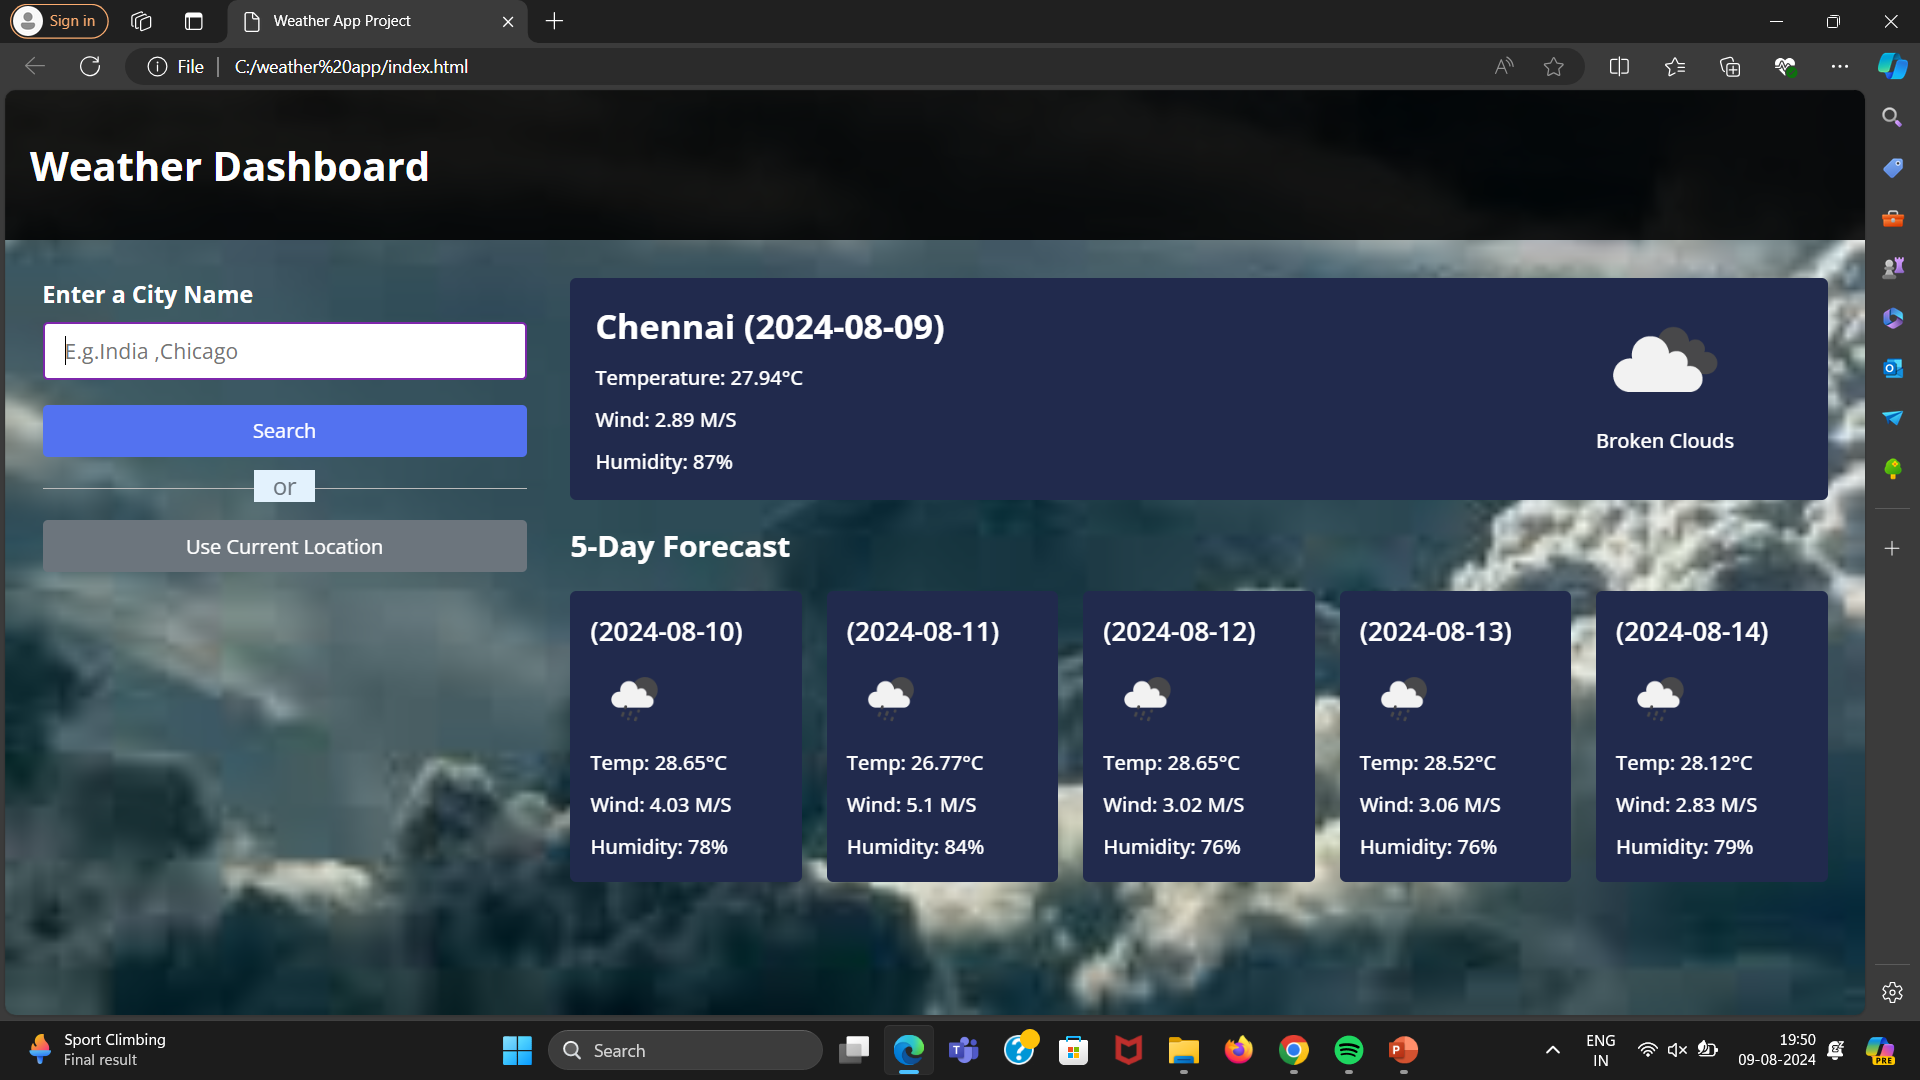 Sign in
Weather App Project
File
C:/weather%20app/index.html
Weather Dashboard
Enter a City Name
E.g.India ,Chicago
Search
or
Use Current Location
Chennai (2024-08-09)
Temperature: 27.94°C
Wind: 2.89 M/S
Humidity: 87%
Broken Clouds
5-Day Forecast
(2024-08-10)
Temp: 28.65°C
Wind: 4.03 M/S
Humidity: 78%
(2024-08-11)
Temp: 26.77°C
Wind: 5.1 M/S
Humidity: 84%
(2024-08-12)
Temp: 28.65°C
Wind: 3.02 M/S
Humidity: 76%
(2024-08-13)
Temp: 28.52°C
Wind: 3.06 M/S
Humidity: 76%
(2024-08-14)
Temp: 28.12°C
Wind: 2.83 M/S
Humidity: 79%
Sport Climbing
Final result
Search
ENG
IN
19:50
09-08-2024
PRE